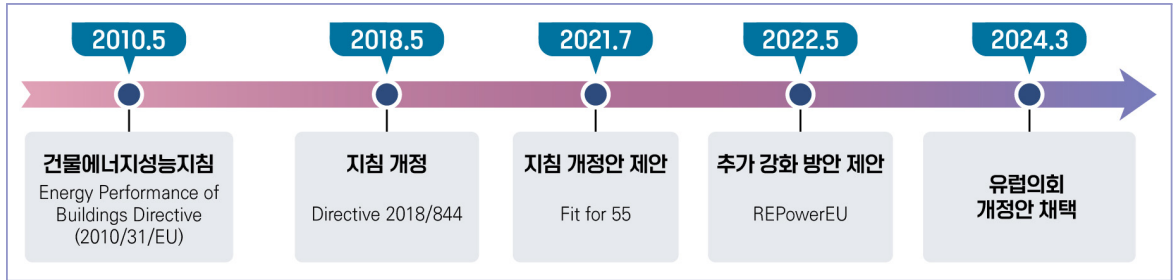 2010.5
2018.5
2021.7
2022.5
2024.3
건물에너지성능지침
Energy Performance of
Buildings Directive
(2010/31/EU)
지침 개정
Directive 2018/844
지침 개정안 제안
Fit for 55
추가 강화 방안 제안
REPowerEU
유럽의회
개정안 채택